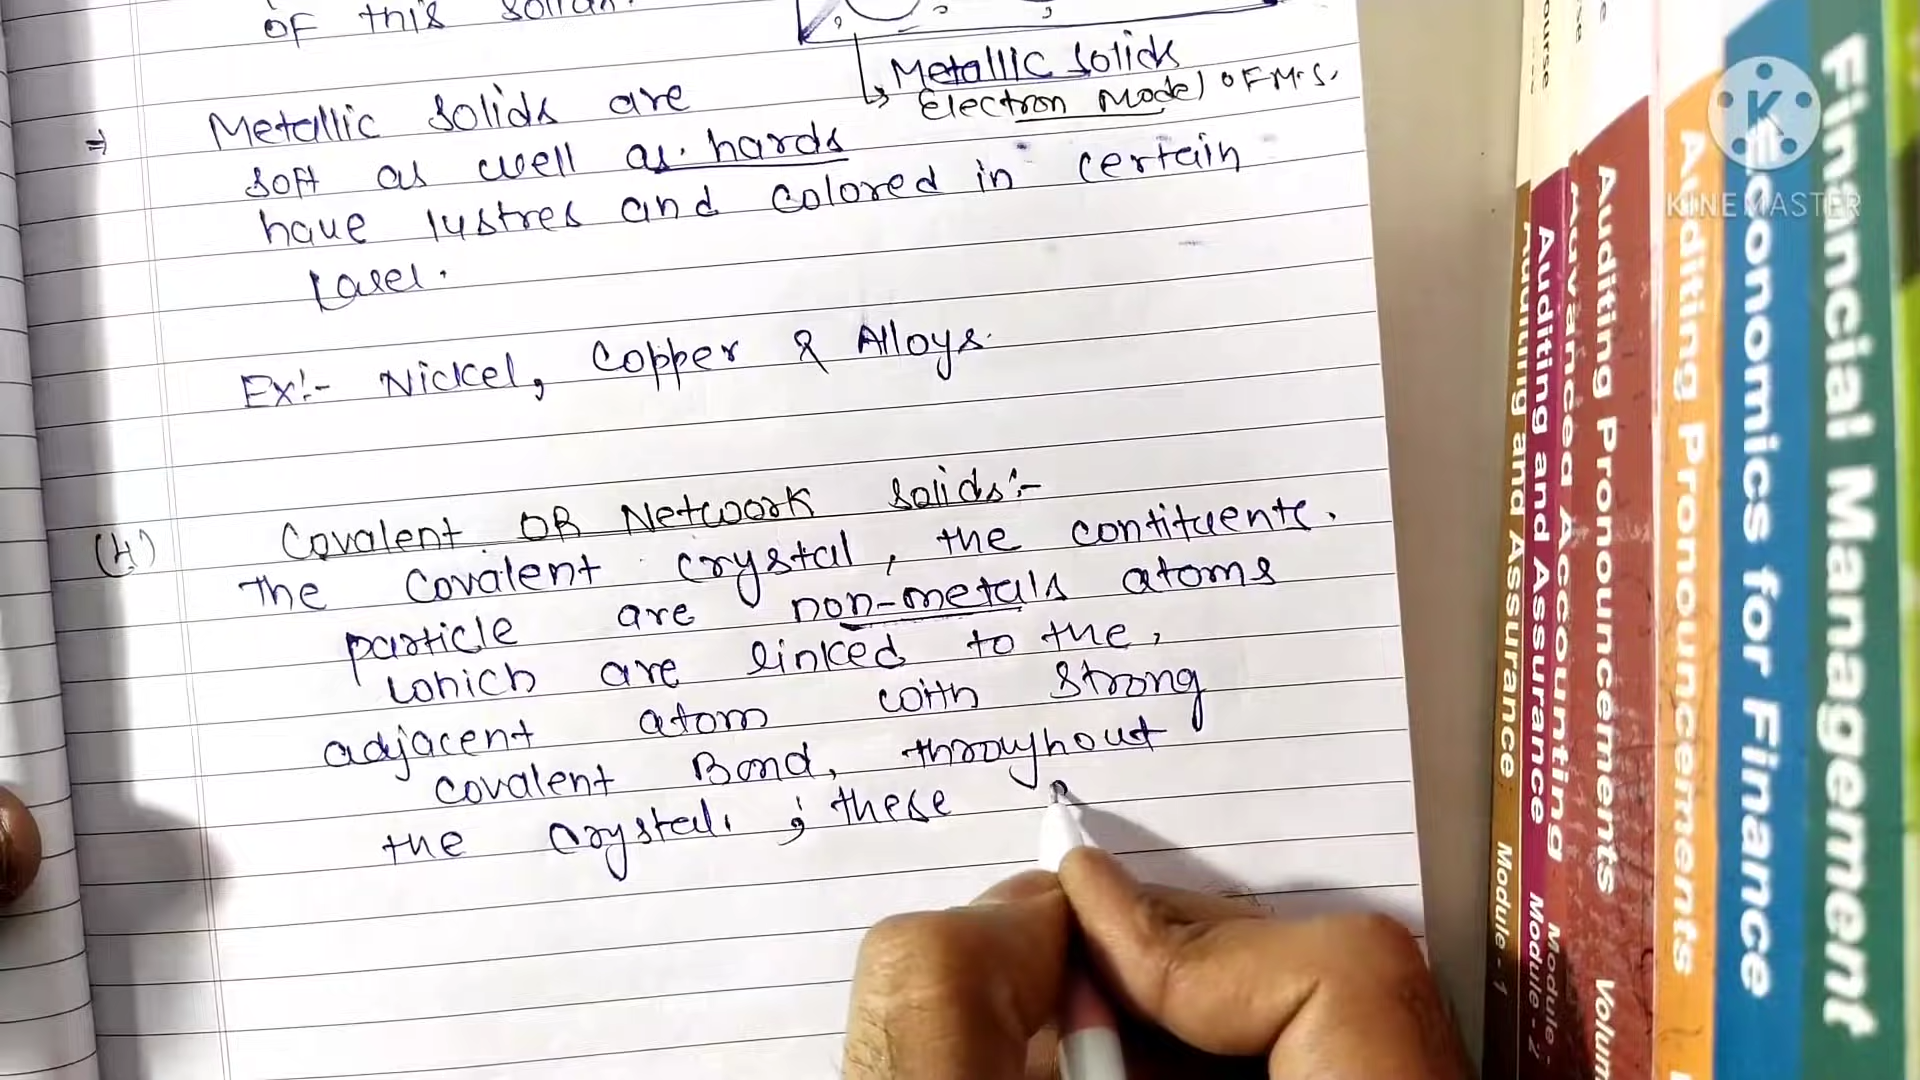 of this solids.
Metallic solids
Electron Model OF M.S.
⇒ Metallic solids are
soft as well as hards
have lustres and colored in certain
Ex:- Nickel, Copper & Alloys.
(4) Covalent OR Network solids:-
The Covalent crystal, the contituents.
particle are non-metals atoms
which are linked to the,
adjacent atom with strong
covalent Bond, throughout
the crystal. ; these
KINEMASTER
Auditing and Assurance Module - 1
Auditing and Assurance Module - 2
Advanced Accounting Module -
Auditing Pronouncements Volum
Auditing Pronouncements
Economics for Finance
Financial Management